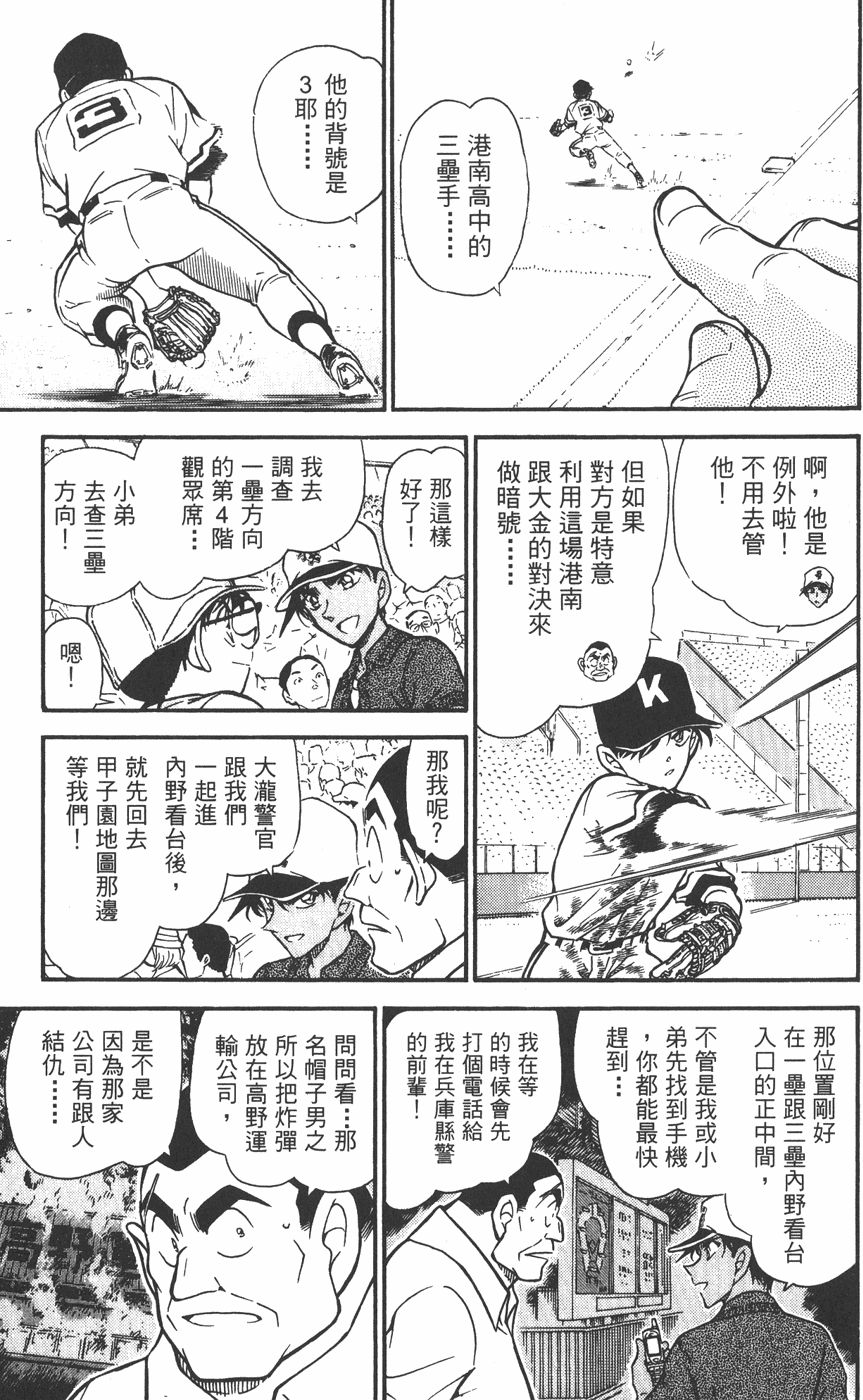 港南高中的
三壘手……
他的背號是
3耶……
3
啊，他是
例外啦！
不用去管
他！
但如果
對方是特意
利用這場港南
跟大金的對決來
做暗號……
K
那這樣
好了！
我去
調查
一壘方向
的第4階
觀眾席…
小弟
去查三壘
方向！
嗯！
那我呢？
大瀧警官
跟我們
一起進
內野看台後，
就先回去
甲子園地圖那邊
等我們！
那位置剛好
在一壘跟三壘內野看台
入口的正中間，
不管是我或小
弟先找到手機
，你都能最快
趕到…
我在等
的時候會先
打個電話給
我在兵庫縣警
的前輩！
問問看…那
名帽子男之
所以把炸彈
放在高野運
輸公司，
是不是
因為那家
公司有跟人
結仇……